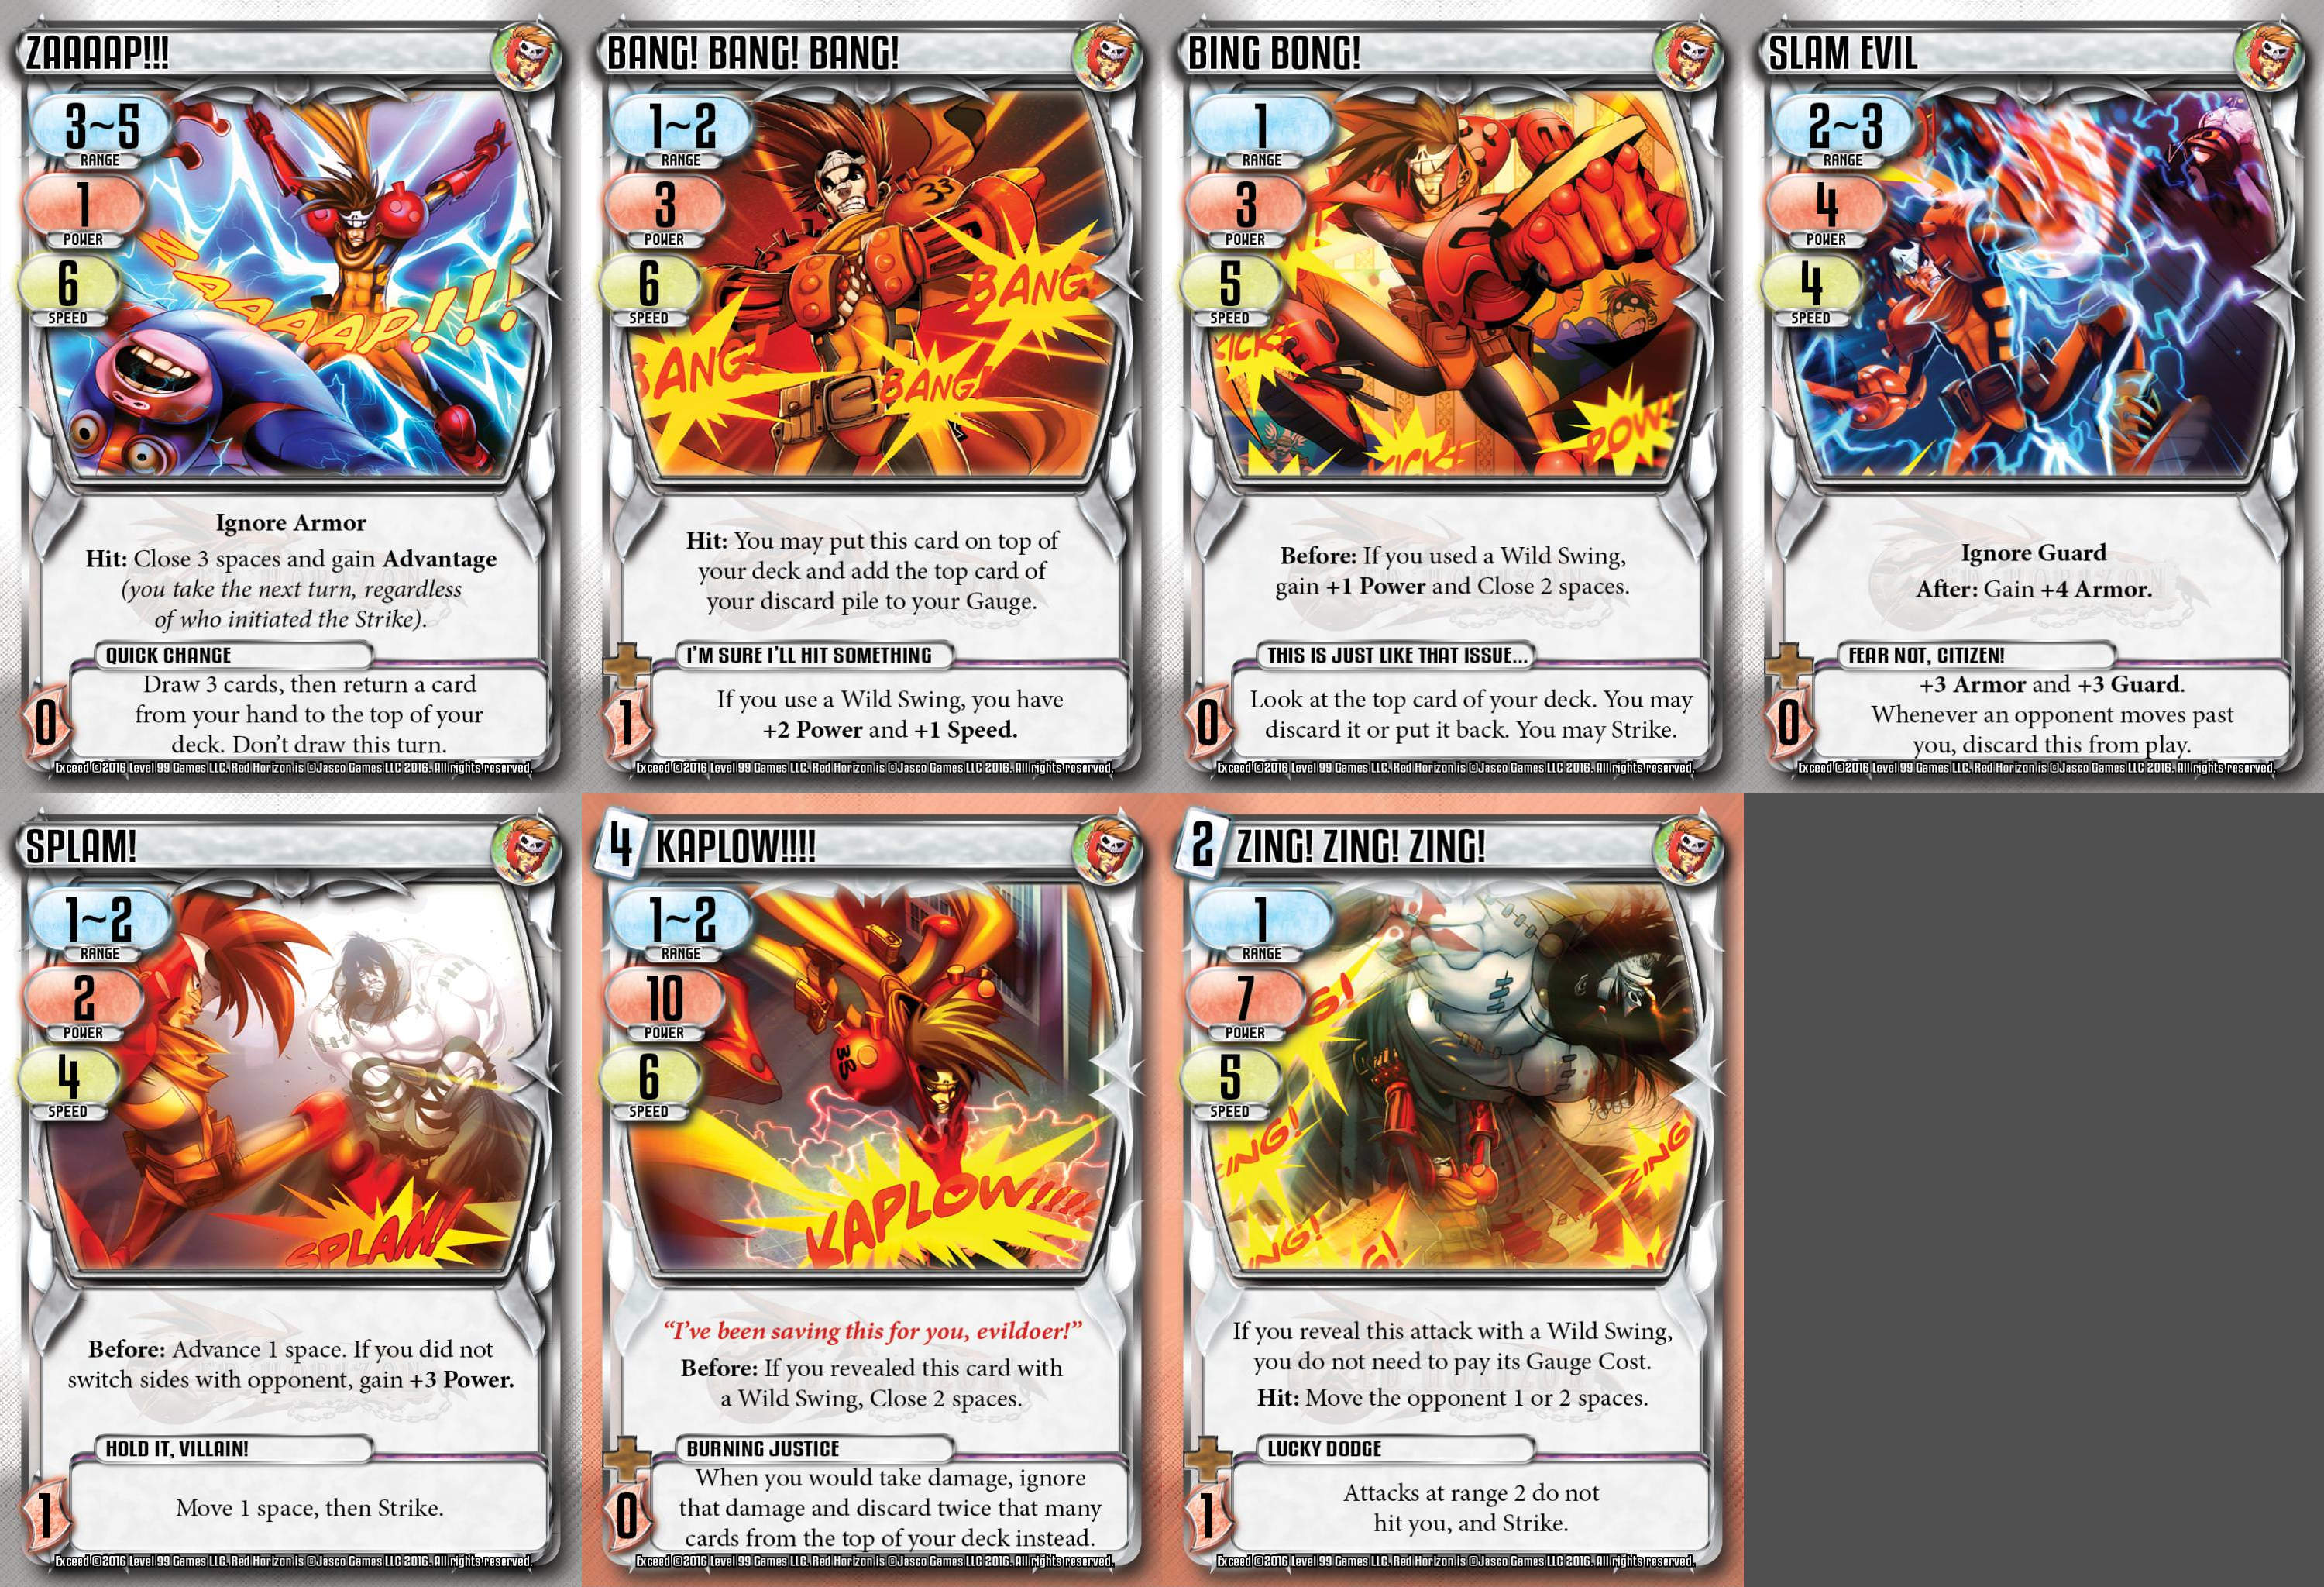 ZAAAAP!!!
3~5
RANGE
1
POWER
6
SPEED
ZAAAAP!!!
Ignore Armor
Hit: Close 3 spaces and gain Advantage
(you take the next turn, regardless
of who initiated the Strike).
QUICK CHANGE
0
Draw 3 cards, then return a card
from your hand to the top of your
deck. Don't draw this turn.
Exceed ©2016 Level 99 Games LLC. Red Horizon is ©Jasco Games LLC 2016. All rights reserved.
BANG! BANG! BANG!
1~2
RANGE
3
POWER
6
SPEED
33
BANG!
BANG!
BANG!
Hit: You may put this card on top of
your deck and add the top card of
your discard pile to your Gauge.
I'M SURE I'LL HIT SOMETHING
1
If you use a Wild Swing, you have
+2 Power and +1 Speed.
Exceed ©2016 Level 99 Games LLC. Red Horizon is ©Jasco Games LLC 2016. All rights reserved.
BING BONG!
1
RANGE
3
POWER
5
SPEED
KICK!
KICK!
POW!
Before: If you used a Wild Swing,
gain +1 Power and Close 2 spaces.
THIS IS JUST LIKE THAT ISSUE...
0
Look at the top card of your deck. You may
discard it or put it back. You may Strike.
Exceed ©2016 Level 99 Games LLC. Red Horizon is ©Jasco Games LLC 2016. All rights reserved.
SLAM EVIL
2~3
RANGE
4
POWER
4
SPEED
Ignore Guard
After: Gain +4 Armor.
FEAR NOT, CITIZEN!
0
+3 Armor and +3 Guard.
Whenever an opponent moves past
you, discard this from play.
Exceed ©2016 Level 99 Games LLC. Red Horizon is ©Jasco Games LLC 2016. All rights reserved.
SPLAM!
1~2
RANGE
2
POWER
4
SPEED
SPLAM!
Before: Advance 1 space. If you did not
switch sides with opponent, gain +3 Power.
HOLD IT, VILLAIN!
1
Move 1 space, then Strike.
Exceed ©2016 Level 99 Games LLC. Red Horizon is ©Jasco Games LLC 2016. All rights reserved.
4
KAPLOW!!!!
1~2
RANGE
10
POWER
6
SPEED
33
KAPLOW!!!!
"I've been saving this for you, evildoer!"
Before: If you revealed this card with
a Wild Swing, Close 2 spaces.
BURNING JUSTICE
0
When you would take damage, ignore
that damage and discard twice that many
cards from the top of your deck instead.
Exceed ©2016 Level 99 Games LLC. Red Horizon is ©Jasco Games LLC 2016. All rights reserved.
2
ZING! ZING! ZING!
1
RANGE
7
POWER
5
SPEED
G!
ING!
ZING
NG!
G!
If you reveal this attack with a Wild Swing,
you do not need to pay its Gauge Cost.
Hit: Move the opponent 1 or 2 spaces.
LUCKY DODGE
1
Attacks at range 2 do not
hit you, and Strike.
Exceed ©2016 Level 99 Games LLC. Red Horizon is ©Jasco Games LLC 2016. All rights reserved.